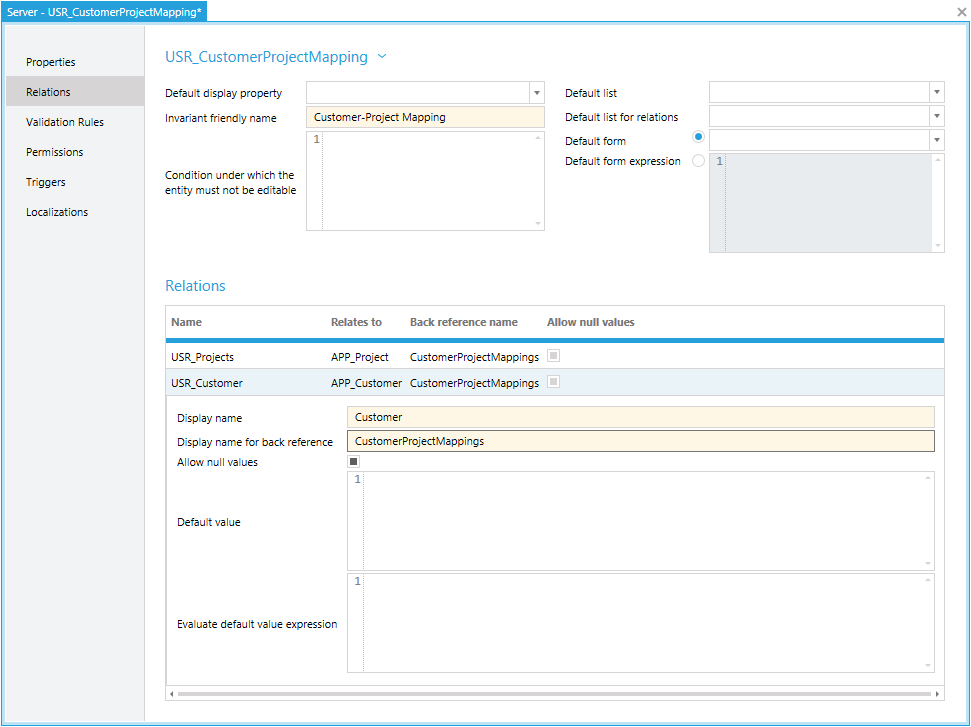 Server - USR_CustomerProjectMapping*
Properties
Relations
Validation Rules
Permissions
Triggers
Localizations
USR_CustomerProjectMapping
Default display property
Invariant friendly name Customer-Project Mapping
Condition under which the
entity must not be editable
1
Default list
Default list for relations
Default form
Default form expression 1
Relations
Name Relates to Back reference name Allow null values
USR_Projects APP_Project CustomerProjectMappings
USR_Customer APP_Customer CustomerProjectMappings
Display name Customer
Display name for back reference CustomerProjectMappings
Allow null values
1
Default value
1
Evaluate default value expression